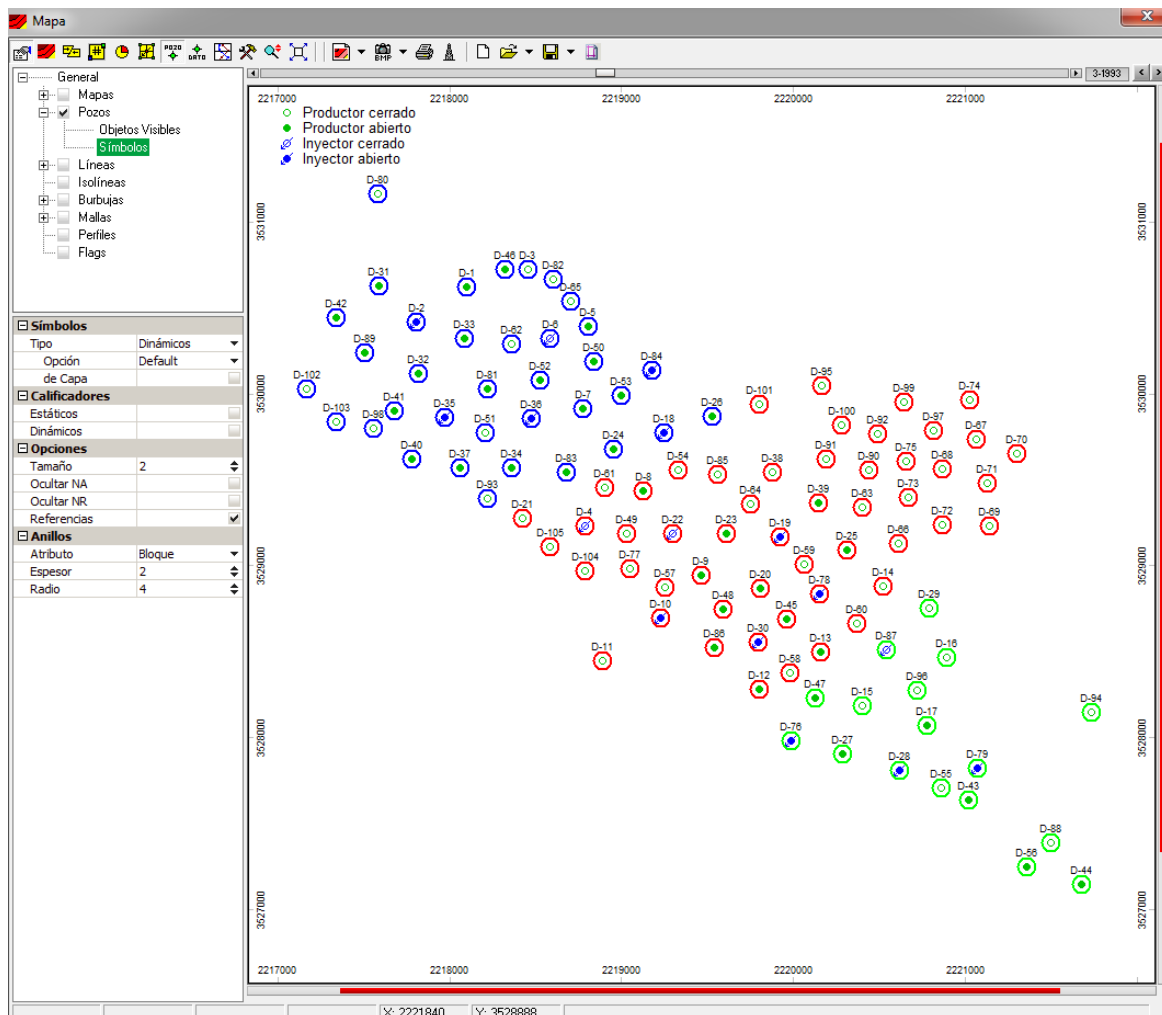 Mapa
POZO
DATO
BMP
General
Mapas
Pozos
Objetos Visibles
Símbolos
Líneas
Isolíneas
Burbujas
Mallas
Perfiles
Flags
Símbolos
Tipo Dinámicos
Opción Default
de Capa
Calificadores
Estáticos
Dinámicos
Opciones
Tamaño 2
Ocultar NA
Ocultar NR
Referencias
Anillos
Atributo Bloque
Espesor 2
Radio 4
3-1993
2217000 2218000 2219000 2220000 2221000
Productor cerrado
Productor abierto
Inyector cerrado
Inyector abierto
D-80
3531000 3531000
D-46 D-3
D-82
D-31 D-1
D-65
D-42 D-2 D-5
D-33 D-62 D-6
D-89 D-50 D-84
D-32 D-52
D-102 D-81 D-53 D-95
3530000 3530000
D-101 D-99 D-74
D-41 D-35 D-36 D-7 D-26
D-103 D-98 D-51 D-18 D-100 D-92 D-97 D-67
D-40 D-24 D-70
D-37 D-34 D-83 D-54 D-85 D-38 D-91 D-90 D-75 D-68
D-93 D-61 D-8 D-71
D-21 D-64 D-39 D-63 D-73
D-4 D-49 D-22 D-23 D-19 D-72 D-69
D-105 D-25 D-66
D-104 D-77 D-59
3529000 3529000
D-57 D-9 D-20 D-78 D-14
D-10 D-48 D-45 D-60 D-29
D-86 D-30 D-13 D-87 D-16
D-11 D-12 D-58
D-47 D-15 D-96 D-94
D-76 D-27 D-17
3528000 3528000
D-28 D-79
D-55 D-43
D-88
D-56
D-44
3527000 3527000
2217000 2218000 2219000 2220000 2221000
X: 2221840 Y: 3528888